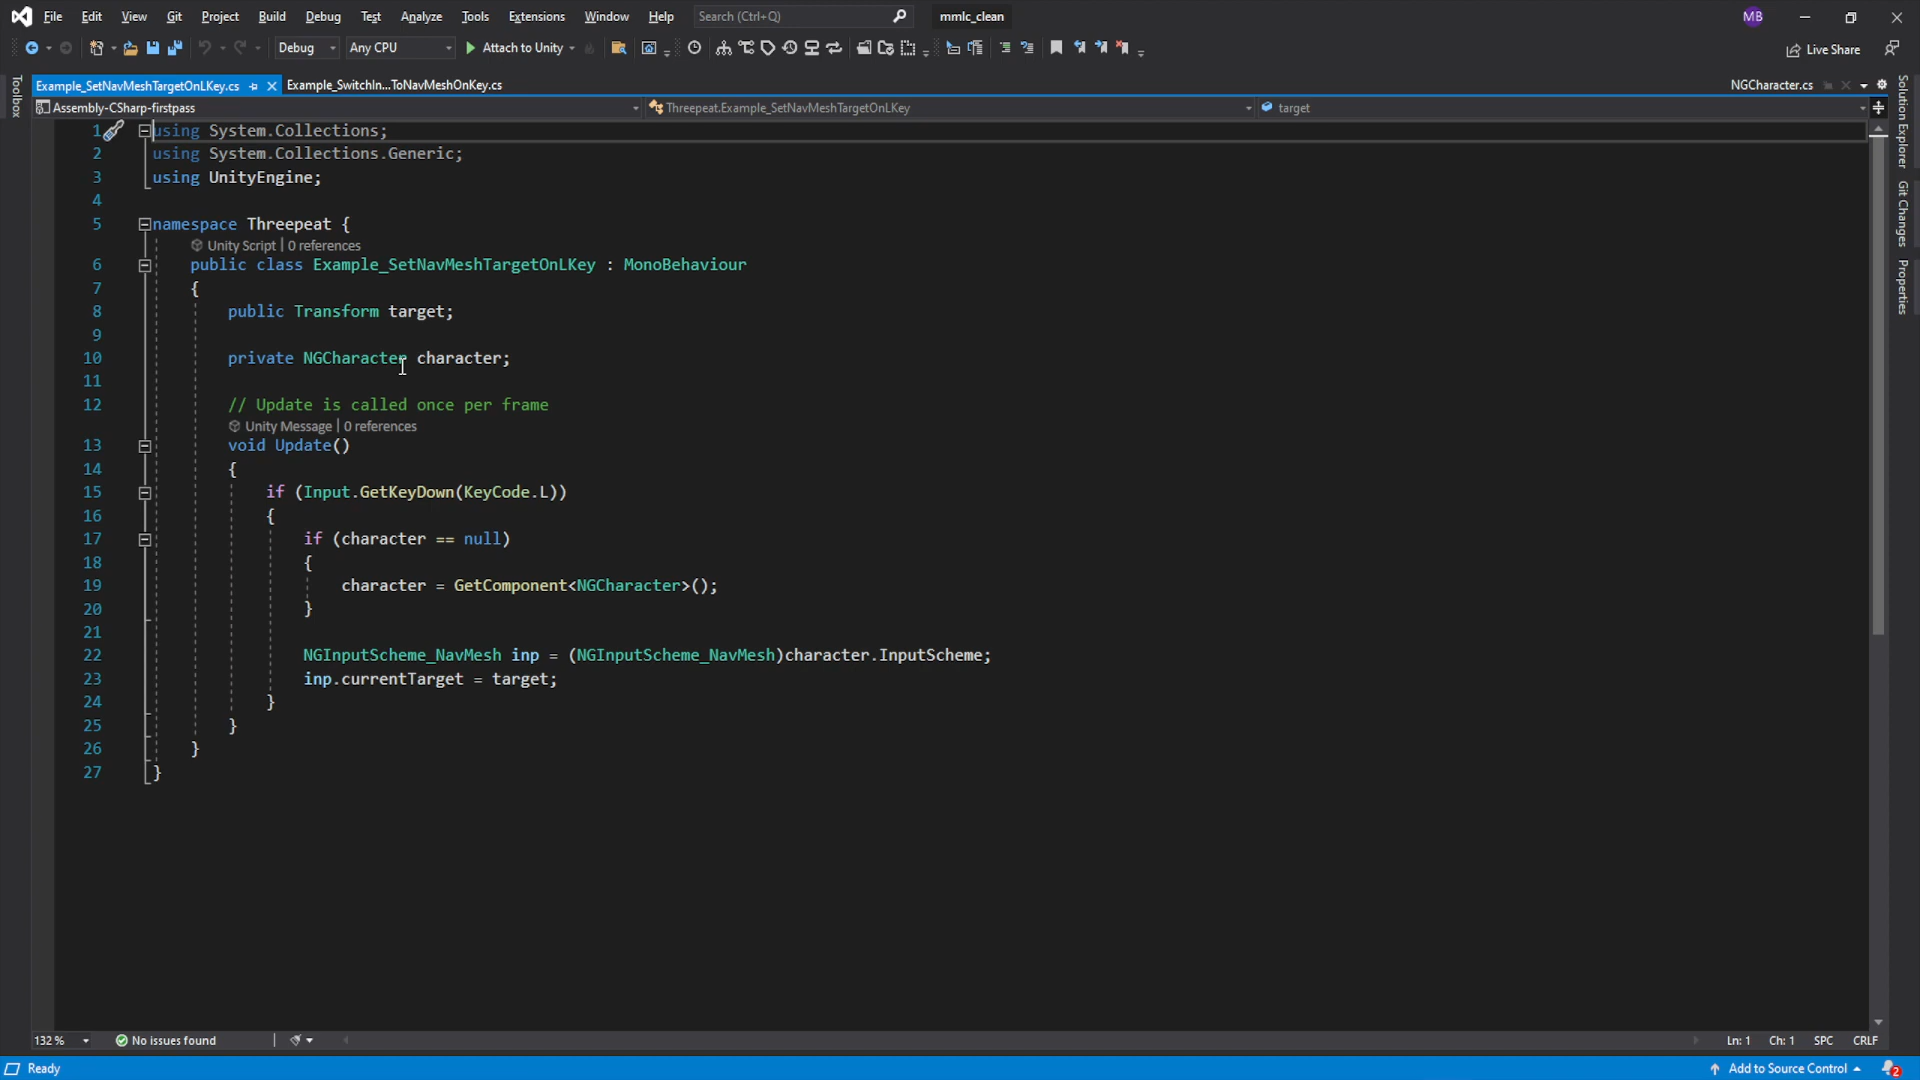 File Edit View Git Project Build Debug Test Analyze Tools Extensions Window Help Search (Ctrl+Q) mmlc_clean MB
Debug Any CPU Attach to Unity Live Share
Example_SetNavMeshTargetOnLKey.cs Example_SwitchIn...ToNavMeshOnKey.cs NGCharacter.cs
Assembly-CSharp-firstpass Threepeat.Example_SetNavMeshTargetOnLKey target
Toolbox
Solution Explorer
Git Changes
Properties
1 using System.Collections;
2 using System.Collections.Generic;
3 using UnityEngine;
4
5 namespace Threepeat {
Unity Script | 0 references
6 public class Example_SetNavMeshTargetOnLKey : MonoBehaviour
7 {
8 public Transform target;
9
10 private NGCharacter character;
11
12 // Update is called once per frame
Unity Message | 0 references
13 void Update()
14 {
15 if (Input.GetKeyDown(KeyCode.L))
16 {
17 if (character == null)
18 {
19 character = GetComponent<NGCharacter>();
20 }
21
22 NGInputScheme_NavMesh inp = (NGInputScheme_NavMesh)character.InputScheme;
23 inp.currentTarget = target;
24 }
25 }
26 }
27 }
132 % No issues found Ln: 1 Ch: 1 SPC CRLF
Ready Add to Source Control 2